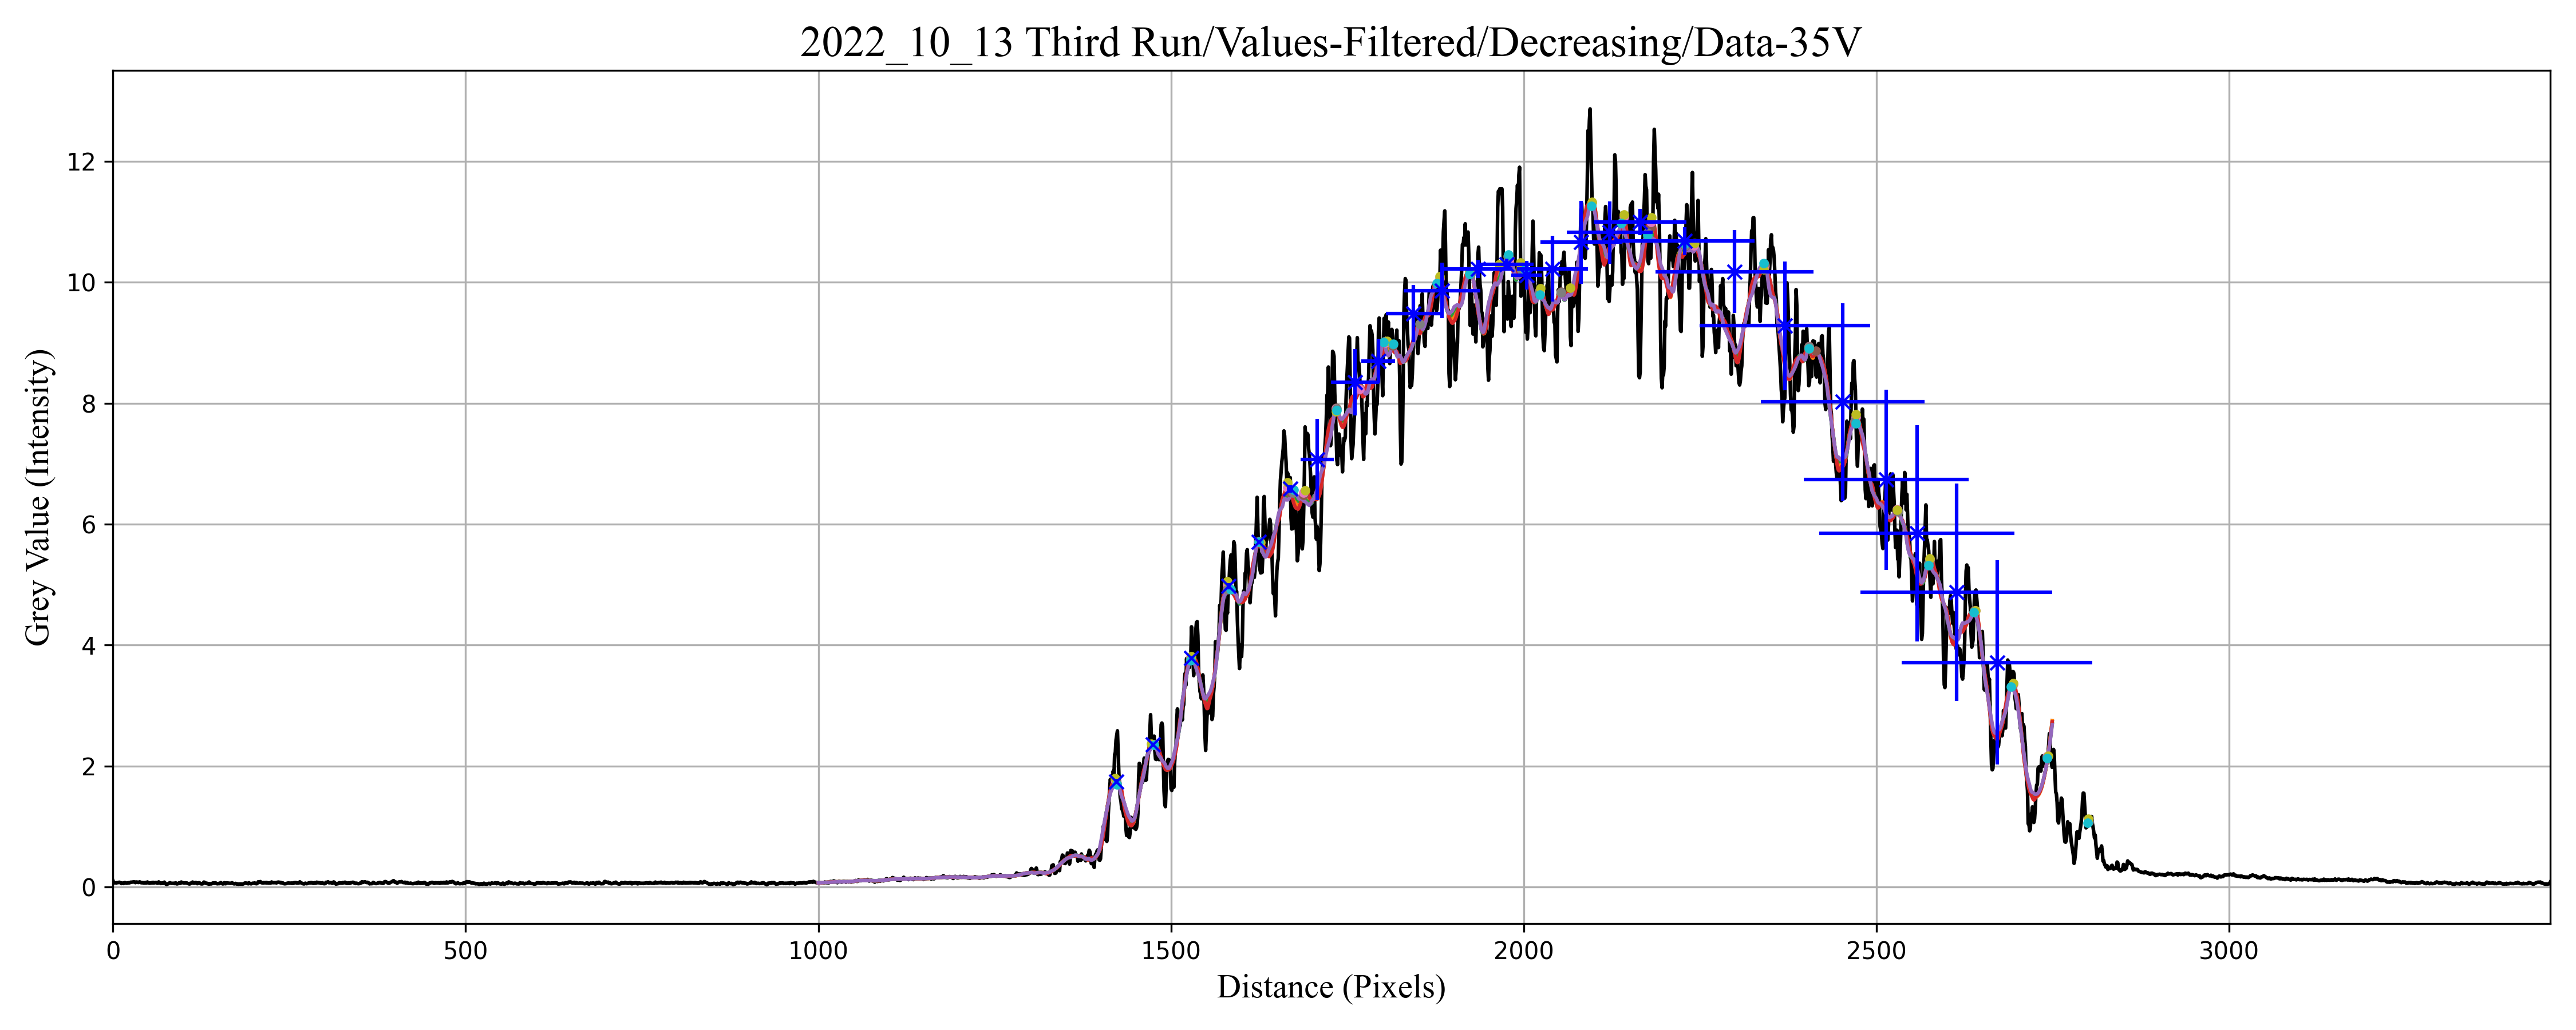 2022_10_13 Third Run/Values-Filtered/Decreasing/Data-35V
Grey Value (Intensity)
12
10
8
6
4
2
0
0 500 1000 1500 2000 2500 3000
Distance (Pixels)